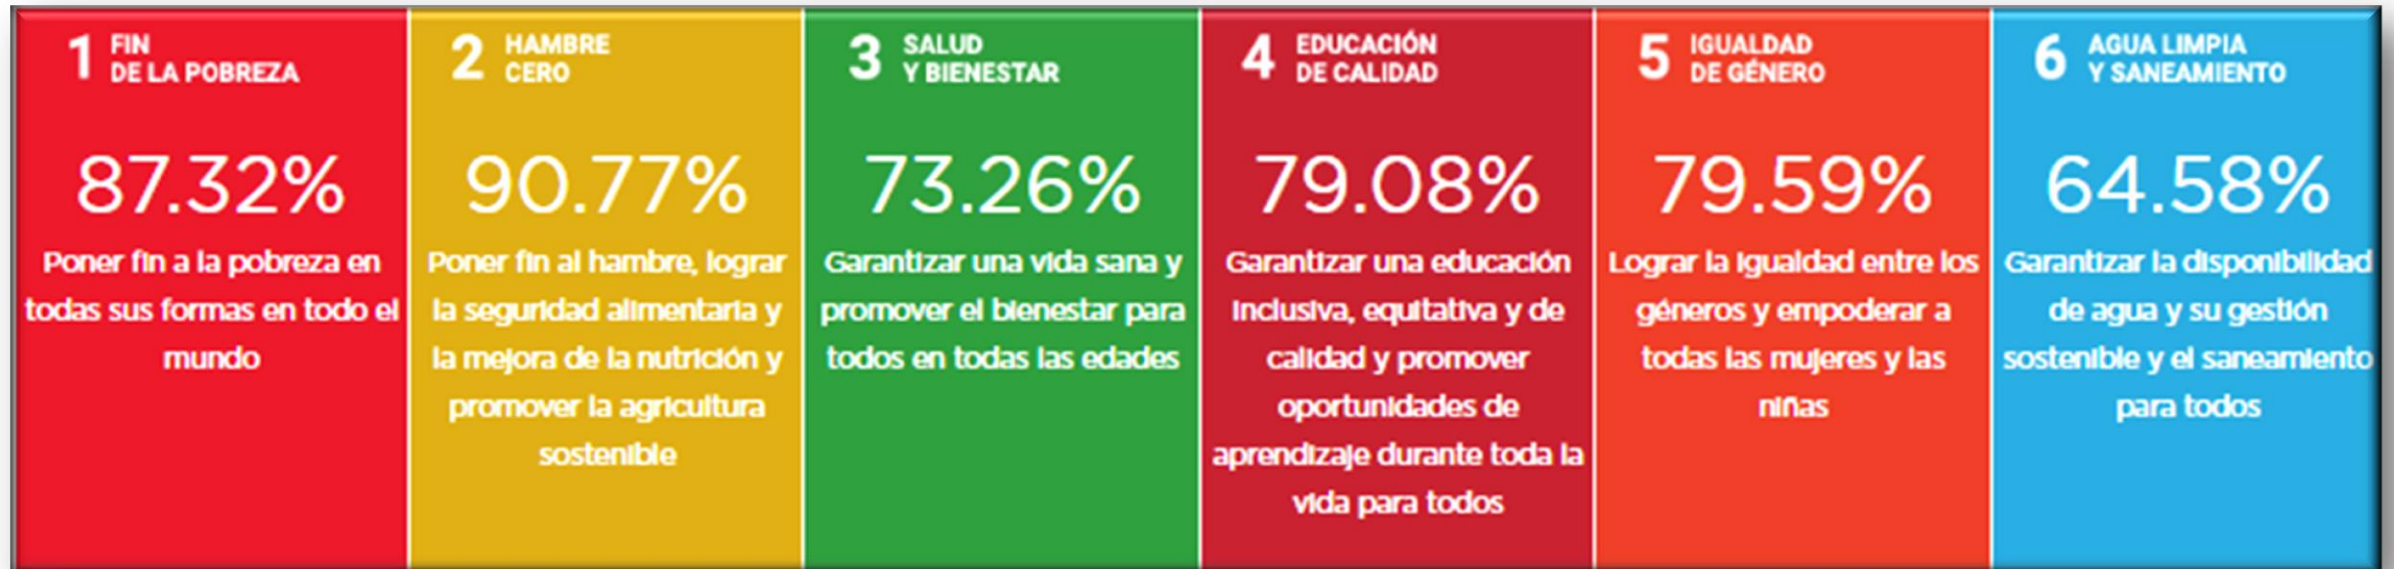 1 FIN
DE LA POBREZA
87.32%
Poner fin a la pobreza en
todas sus formas en todo el
mundo
2 HAMBRE
CERO
90.77%
Poner fin al hambre, lograr
la seguridad alimentaria y
la mejora de la nutrición y
promover la agricultura
sostenible
3 SALUD
Y BIENESTAR
73.26%
Garantizar una vida sana y
promover el bienestar para
todos en todas las edades
4 EDUCACIÓN
DE CALIDAD
79.08%
Garantizar una educación
inclusiva, equitativa y de
calidad y promover
oportunidades de
aprendizaje durante toda la
vida para todos
5 IGUALDAD
DE GÉNERO
79.59%
Lograr la igualdad entre los
géneros y empoderar a
todas las mujeres y las
niñas
6 AGUA LIMPIA
Y SANEAMIENTO
64.58%
Garantizar la disponibilidad
de agua y su gestión
sostenible y el saneamiento
para todos